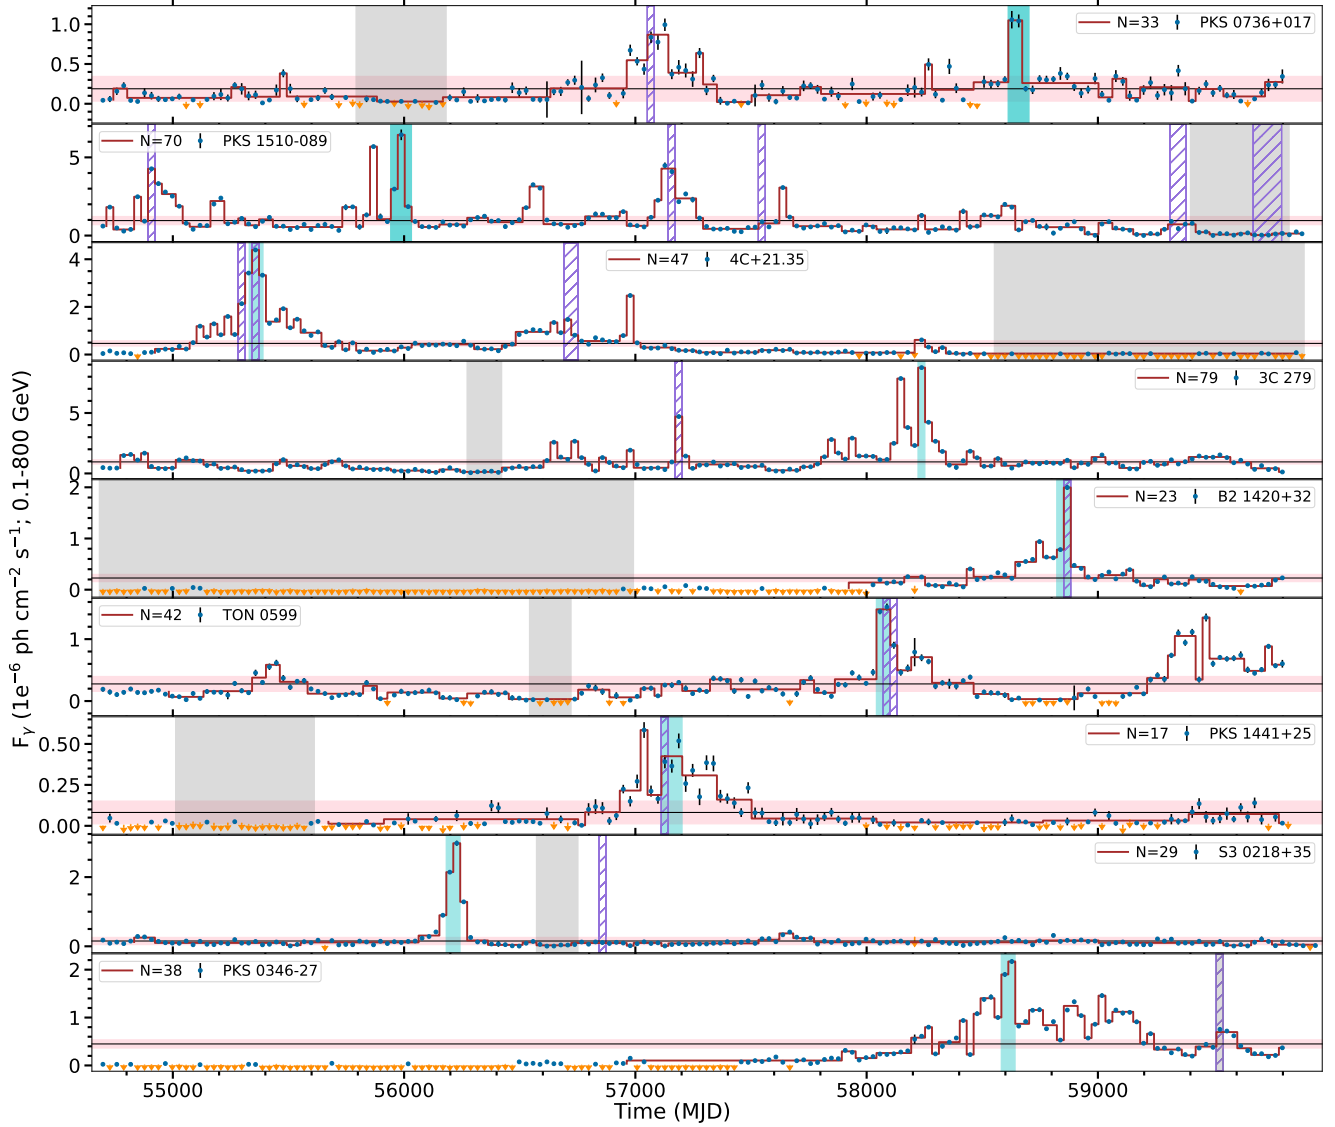 F_γ (1e⁻⁶ ph cm⁻² s⁻¹; 0.1-800 GeV)
1.0
0.5
0.0
N=33 PKS 0736+017
5
0
N=70 PKS 1510-089
4
2
0
N=47 4C+21.35
5
0
N=79 3C 279
2
1
0
N=23 B2 1420+32
1
0
N=42 TON 0599
0.50
0.25
0.00
N=17 PKS 1441+25
2
0
N=29 S3 0218+35
2
1
0
N=38 PKS 0346-27
55000 56000 57000 58000 59000
Time (MJD)